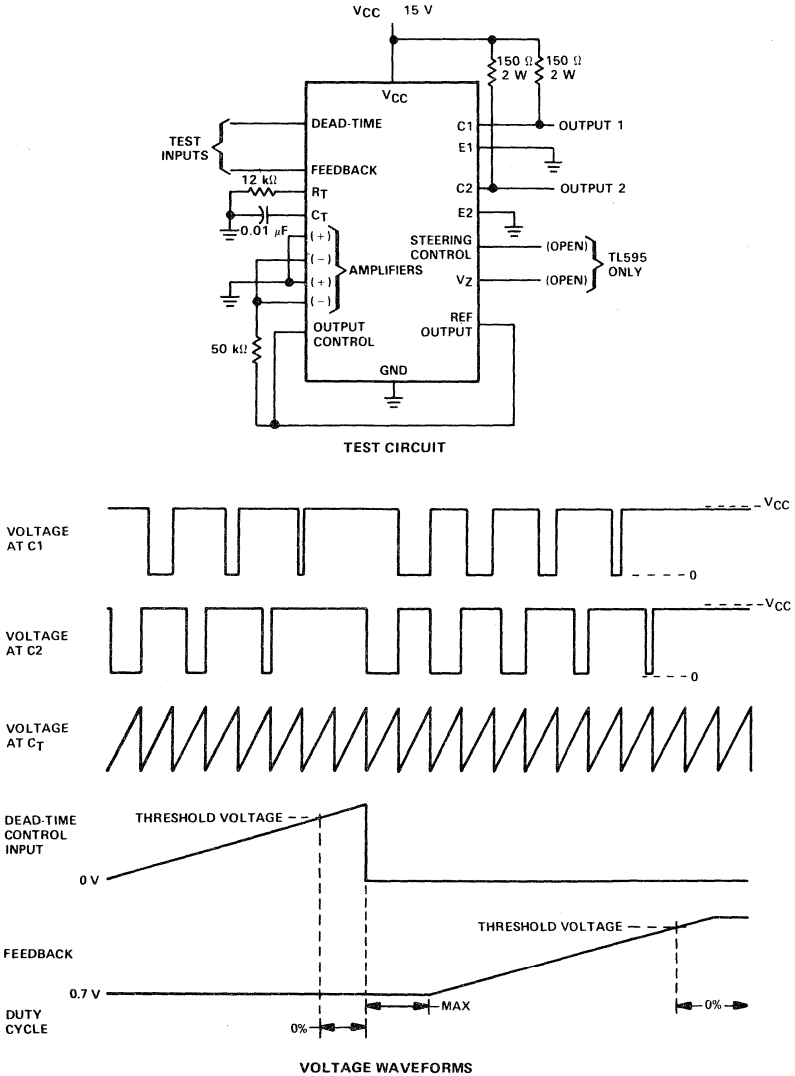 VCC 15 V
150 Ω 150 Ω
2 W 2 W
VCC
DEAD-TIME
C1 OUTPUT 1
TEST
INPUTS
E1
FEEDBACK
12 kΩ
RT
C2 OUTPUT 2
CT
0.01 μF
E2
(+)
STEERING
CONTROL
(OPEN)
(−)
AMPLIFIERS
TL595
ONLY
(+)
VZ (OPEN)
(−)
REF
OUTPUT
OUTPUT
CONTROL
50 kΩ
GND
TEST CIRCUIT
VCC
VOLTAGE
AT C1
0
VCC
VOLTAGE
AT C2
0
VOLTAGE
AT CT
DEAD-TIME
CONTROL
INPUT
THRESHOLD VOLTAGE
0 V
THRESHOLD VOLTAGE
FEEDBACK
0.7 V
MAX
0%
DUTY
CYCLE
0%
VOLTAGE WAVEFORMS